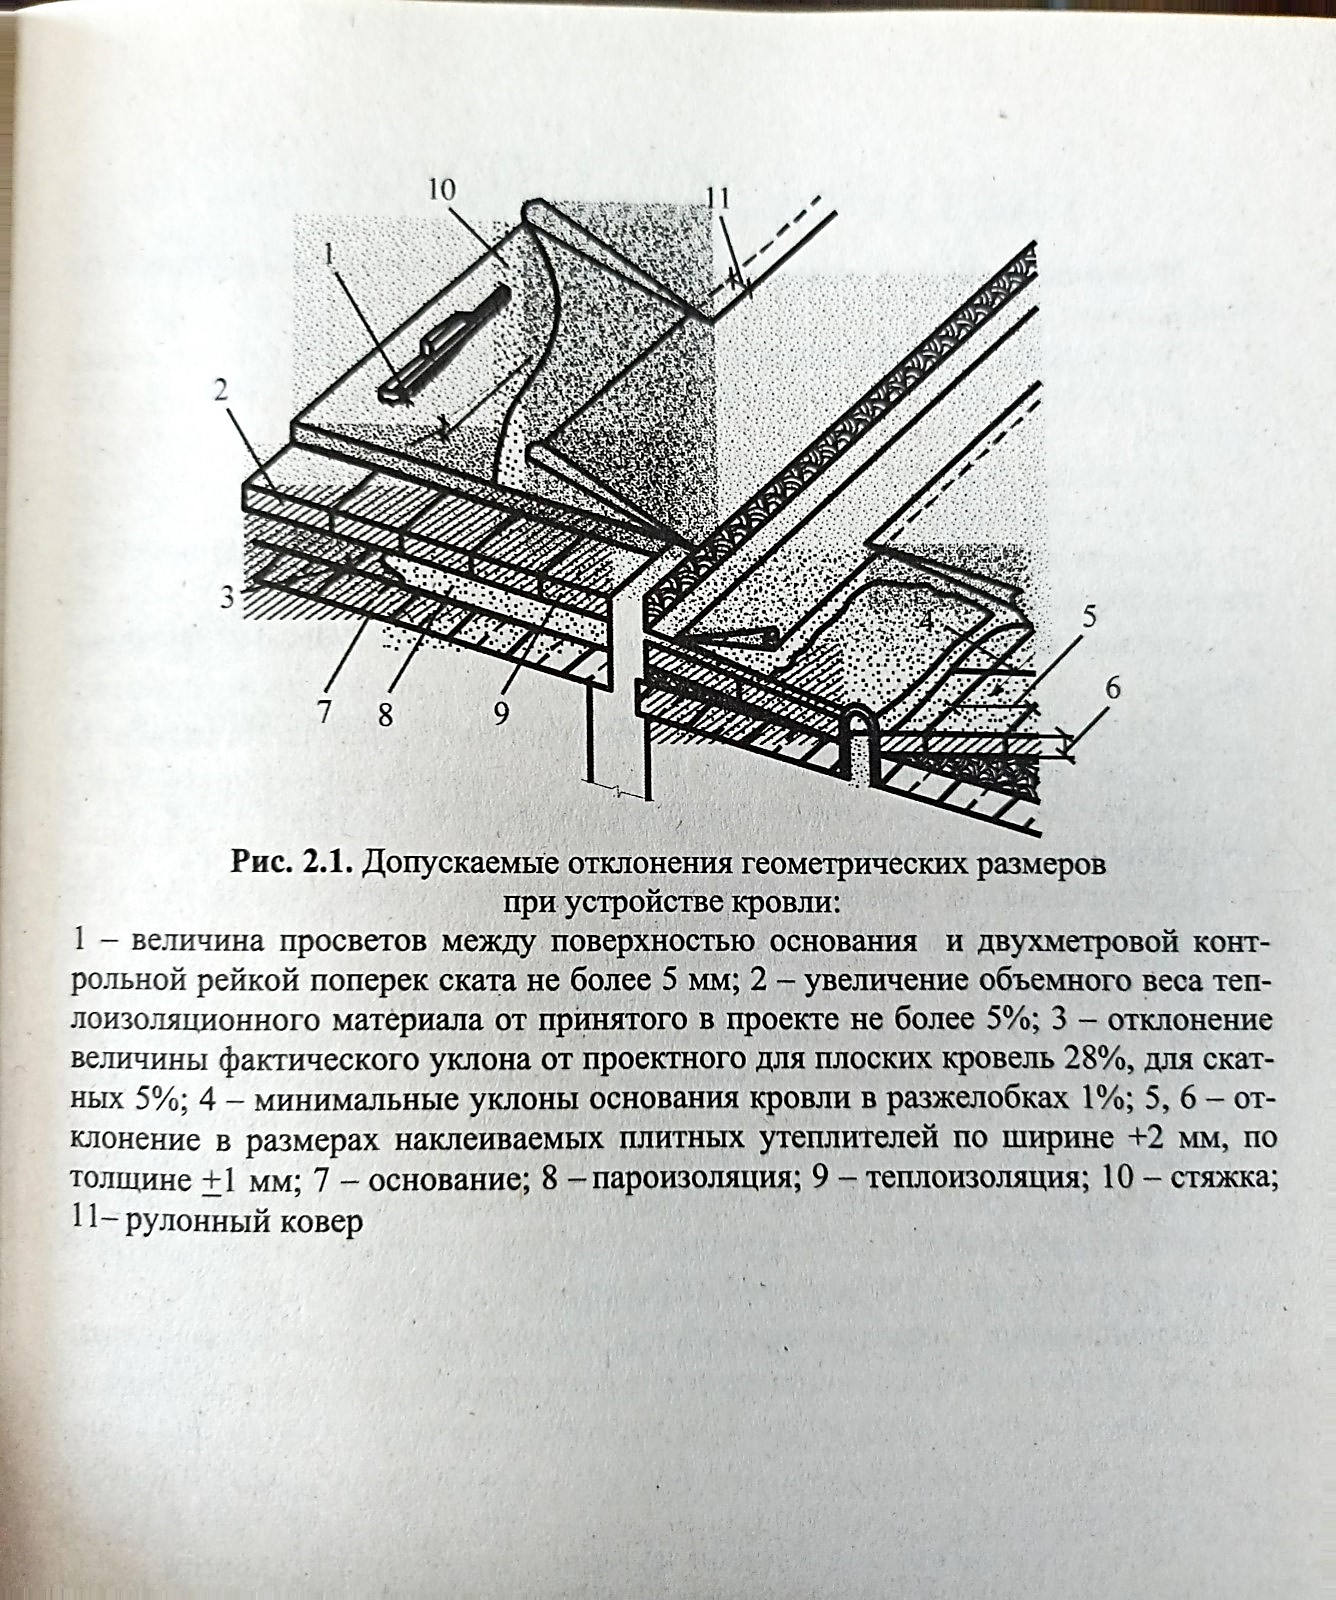 10
11
1
2
3
4
5
6
7
8
9
Рис. 2.1. Допускаемые отклонения геометрических размеров
при устройстве кровли:
1 – величина просветов между поверхностью основания и двухметровой конт-
рольной рейкой поперек ската не более 5 мм; 2 – увеличение объемного веса теп-
лоизоляционного материала от принятого в проекте не более 5%; 3 – отклонение
величины фактического уклона от проектного для плоских кровель 28%, для скат-
ных 5%; 4 – минимальные уклоны основания кровли в разжелобках 1%; 5, 6 – от-
клонение в размерах наклеиваемых плитных утеплителей по ширине +2 мм, по
толщине ±1 мм; 7 – основание; 8 – пароизоляция; 9 – теплоизоляция; 10 – стяжка;
11– рулонный ковер